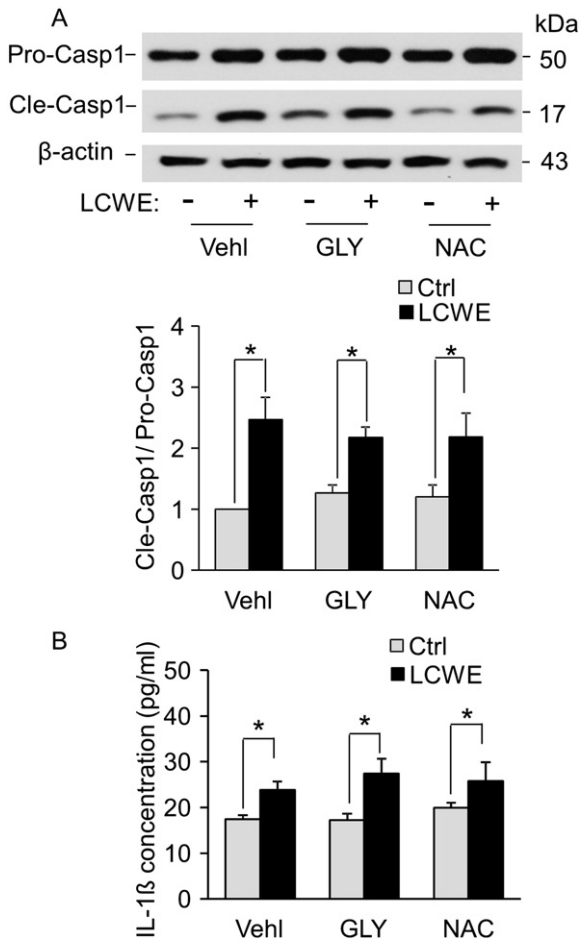 A
kDa
Pro-Casp1
50
Cle-Casp1
17
β-actin
43
LCWE: - + - + - +
Vehl GLY NAC
Ctrl
LCWE
Cle-Casp1/ Pro-Casp1
4
3
2
1
0
* * *
Vehl GLY NAC
B
Ctrl
LCWE
IL-1ß concentration (pg/ml)
50
40
30
20
10
0
* * *
Vehl GLY NAC